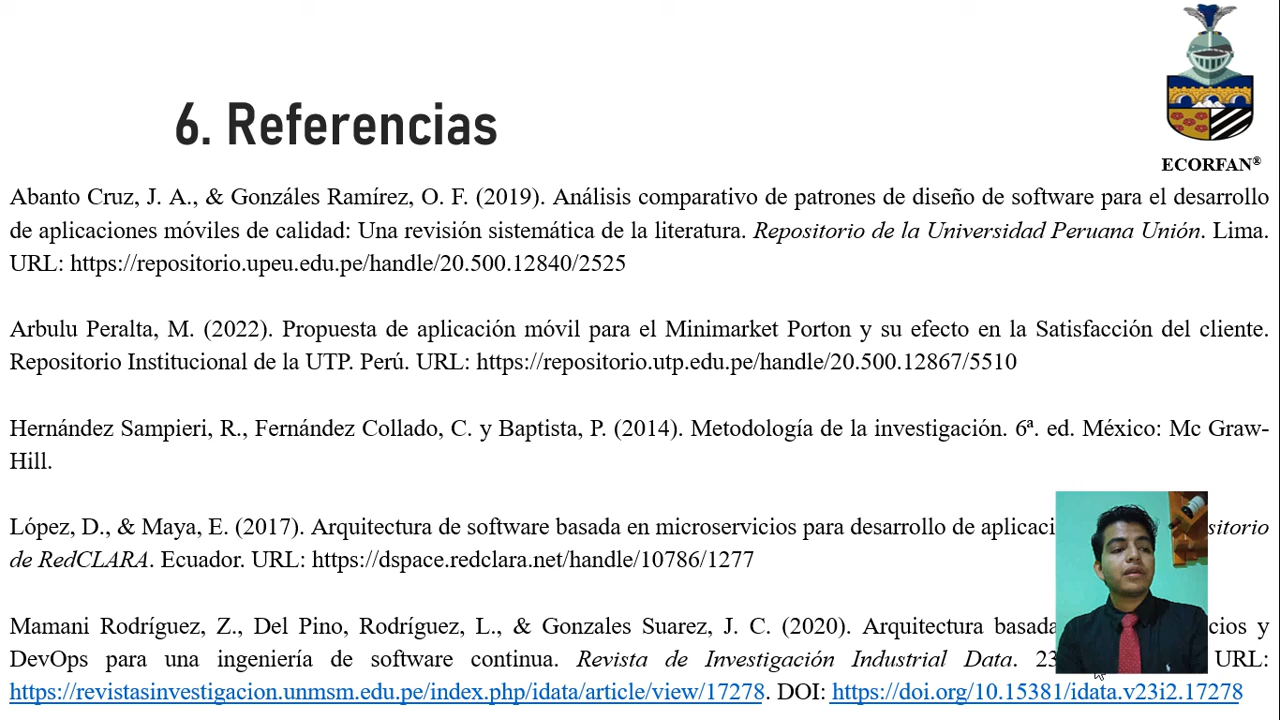 6. Referencias
ECORFAN®
Abanto Cruz, J. A., & Gonzáles Ramírez, O. F. (2019). Análisis comparativo de patrones de diseño de software para el desarrollo
de aplicaciones móviles de calidad: Una revisión sistemática de la literatura. Repositorio de la Universidad Peruana Unión. Lima.
URL: https://repositorio.upeu.edu.pe/handle/20.500.12840/2525
Arbulu Peralta, M. (2022). Propuesta de aplicación móvil para el Minimarket Porton y su efecto en la Satisfacción del cliente.
Repositorio Institucional de la UTP. Perú. URL: https://repositorio.utp.edu.pe/handle/20.500.12867/5510
Hernández Sampieri, R., Fernández Collado, C. y Baptista, P. (2014). Metodología de la investigación. 6ª. ed. México: Mc Graw-
Hill.
López, D., & Maya, E. (2017). Arquitectura de software basada en microservicios para desarrollo de
de RedCLARA. Ecuador. URL: https://dspace.redclara.net/handle/10786/1277
Mamani Rodríguez, Z., Del Pino, Rodríguez, L., & Gonzales Suarez, J. C. (2020). Arquitectura basada y
DevOps para una ingeniería de software continua. Revista de Investigación Industrial Data. 23 URL:
https://revistasinvestigacion.unmsm.edu.pe/index.php/idata/article/view/17278. DOI: https://doi.org/10.15381/idata.v23i2.17278